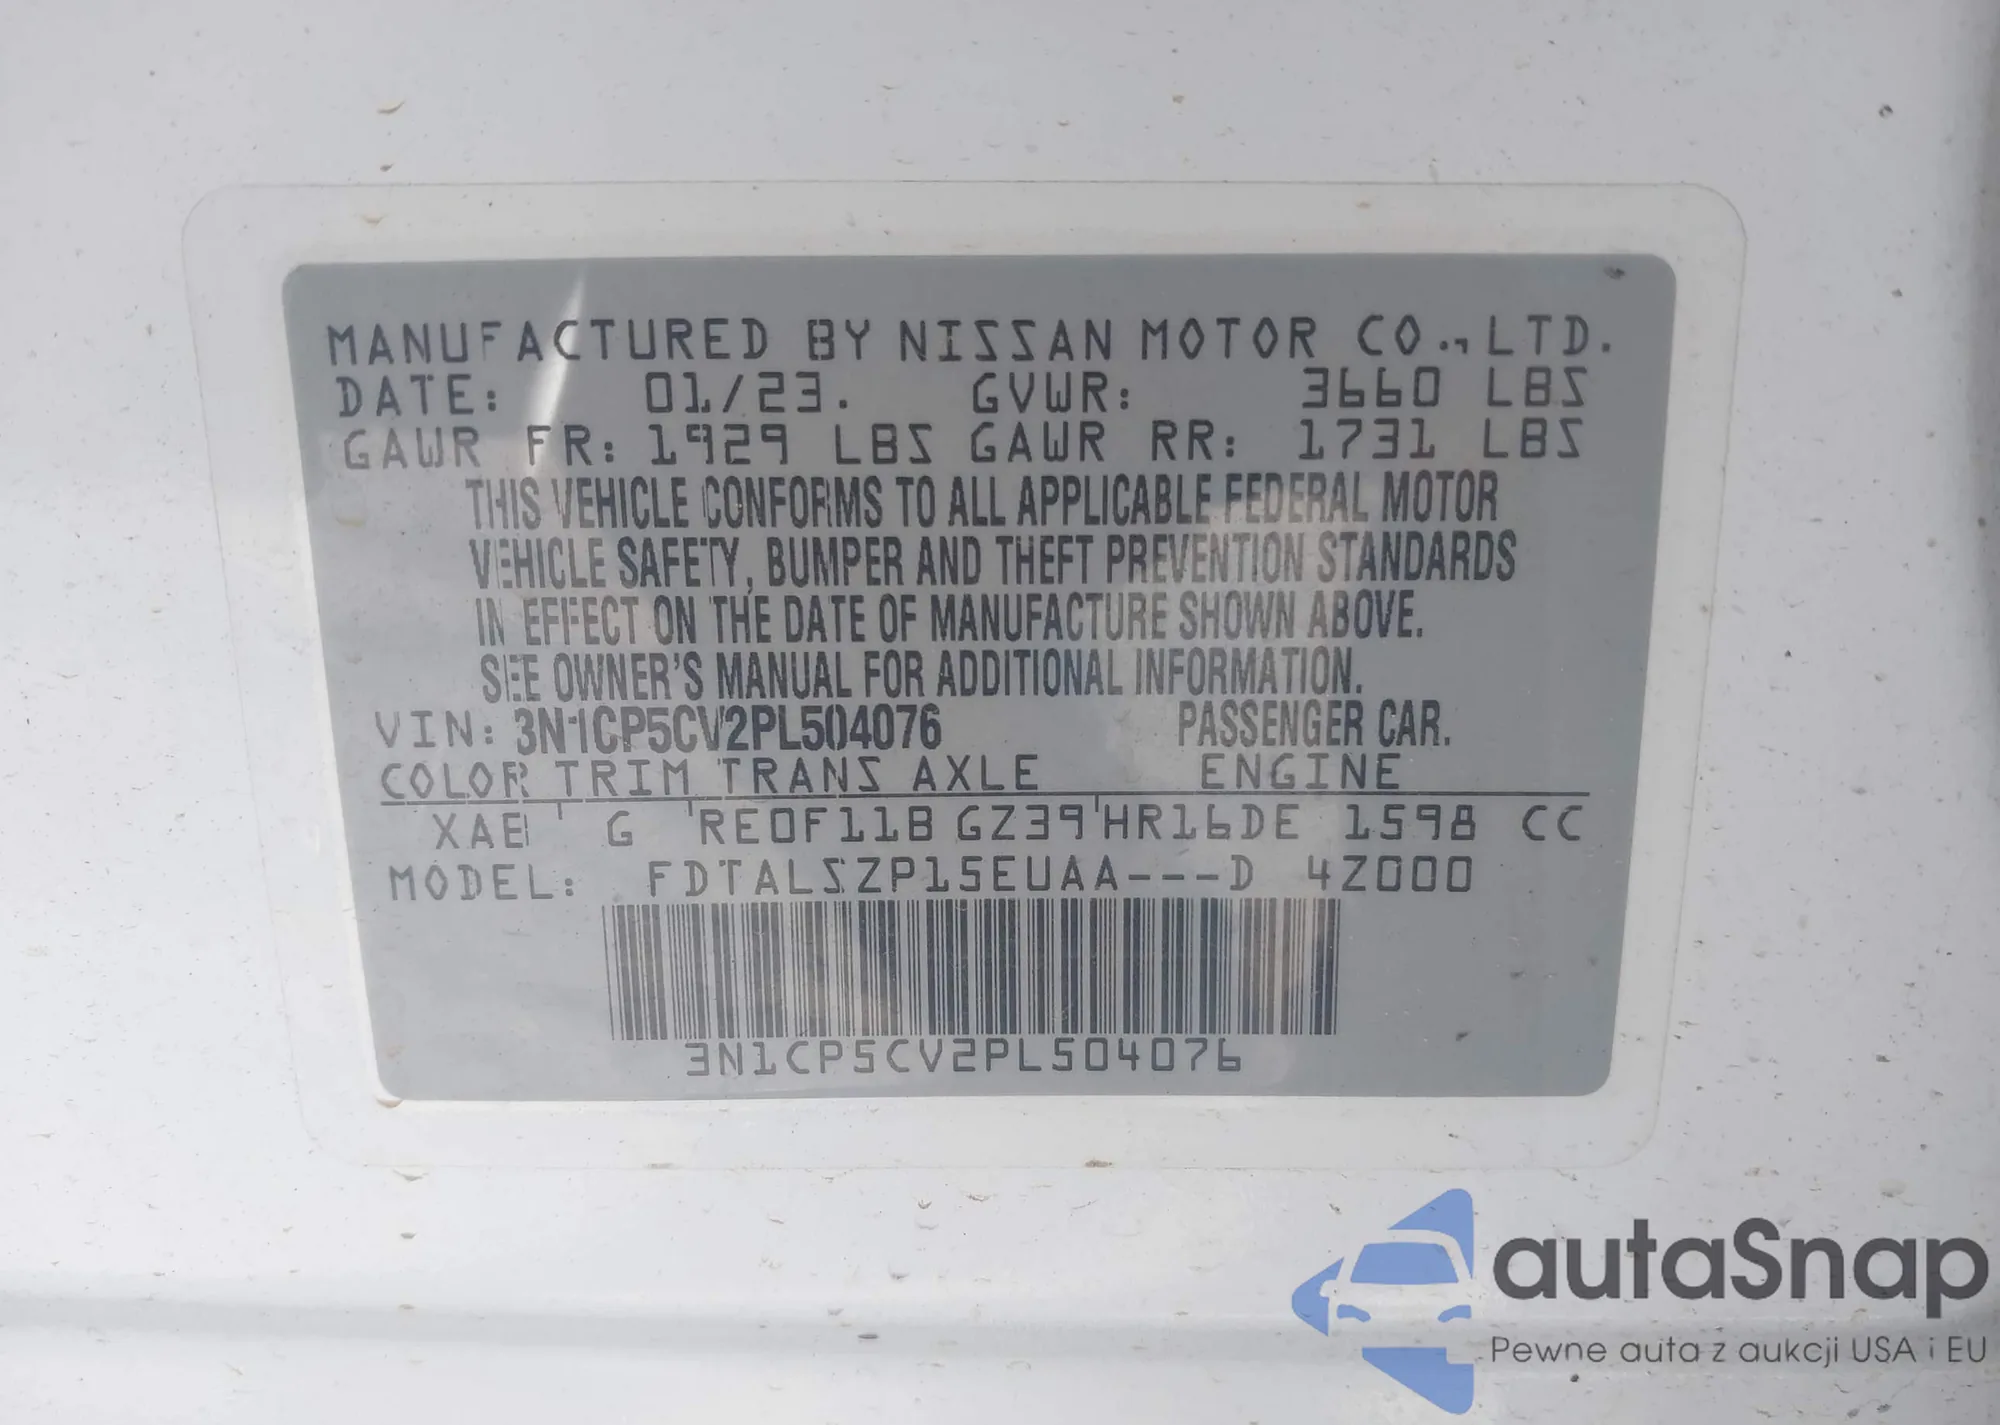 MANUFACTURED BY NISSAN MOTOR CO., LTD.
DATE: 01/23. GVWR: 3660 LBS
GAWR FR: 1929 LBS GAWR RR: 1731 LBS
THIS VEHICLE CONFORMS TO ALL APPLICABLE FEDERAL MOTOR
VEHICLE SAFETY, BUMPER AND THEFT PREVENTION STANDARDS
IN EFFECT ON THE DATE OF MANUFACTURE SHOWN ABOVE.
SEE OWNER'S MANUAL FOR ADDITIONAL INFORMATION.
VIN: 3N1CP5CV2PL504076 PASSENGER CAR.
COLOR TRIM TRANS AXLE ENGINE
XAB G RE0F11B GZ39 HR16DE 1598 CC
MODEL: FDTALSZP15EUAA---D 4Z000
3N1CP5CV2PL504076
autaSnap
Pewne auta z aukcji USA i EU